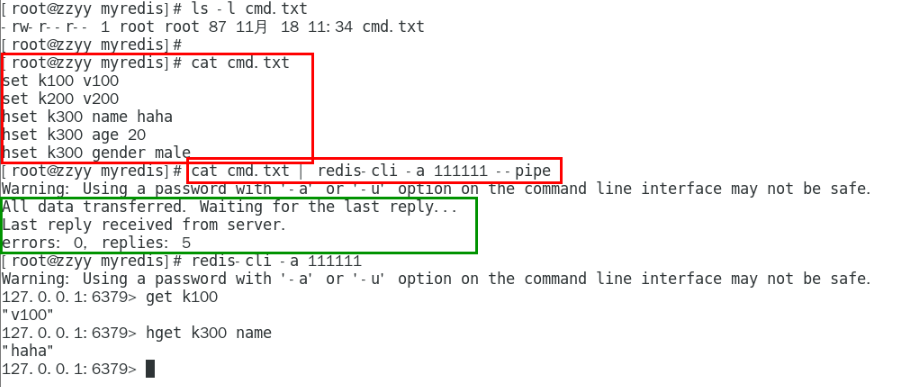 [root@zzyy myredis]# ls -l cmd.txt
-rw-r--r-- 1 root root 87 11月 18 11:34 cmd.txt
[root@zzyy myredis]#
[root@zzyy myredis]# cat cmd.txt
set k100 v100
set k200 v200
hset k300 name haha
hset k300 age 20
hset k300 gender male
[root@zzyy myredis]# cat cmd.txt | redis-cli -a 111111 --pipe
Warning: Using a password with '-a' or '-u' option on the command line interface may not be safe.
All data transferred. Waiting for the last reply...
Last reply received from server.
errors: 0, replies: 5
[root@zzyy myredis]# redis-cli -a 111111
Warning: Using a password with '-a' or '-u' option on the command line interface may not be safe.
127.0.0.1:6379> get k100
"v100"
127.0.0.1:6379> hget k300 name
"haha"
127.0.0.1:6379>